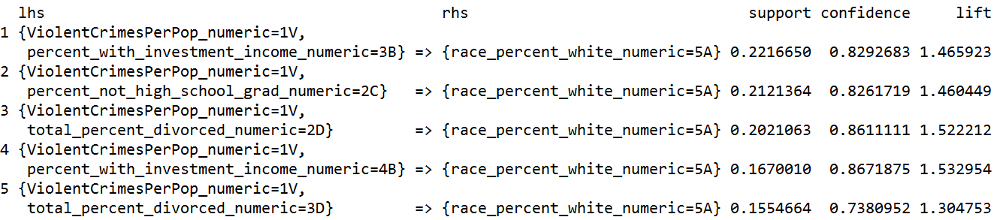 lhs rhs support confidence lift
1 {ViolentCrimesPerPop_numeric=1V,
percent_with_investment_income_numeric=3B} => {race_percent_white_numeric=5A} 0.2216650 0.8292683 1.465923
2 {ViolentCrimesPerPop_numeric=1V,
percent_not_high_school_grad_numeric=2C} => {race_percent_white_numeric=5A} 0.2121364 0.8261719 1.460449
3 {ViolentCrimesPerPop_numeric=1V,
total_percent_divorced_numeric=2D} => {race_percent_white_numeric=5A} 0.2021063 0.8611111 1.522212
4 {ViolentCrimesPerPop_numeric=1V,
percent_with_investment_income_numeric=4B} => {race_percent_white_numeric=5A} 0.1670010 0.8671875 1.532954
5 {ViolentCrimesPerPop_numeric=1V,
total_percent_divorced_numeric=3D} => {race_percent_white_numeric=5A} 0.1554664 0.7380952 1.304753